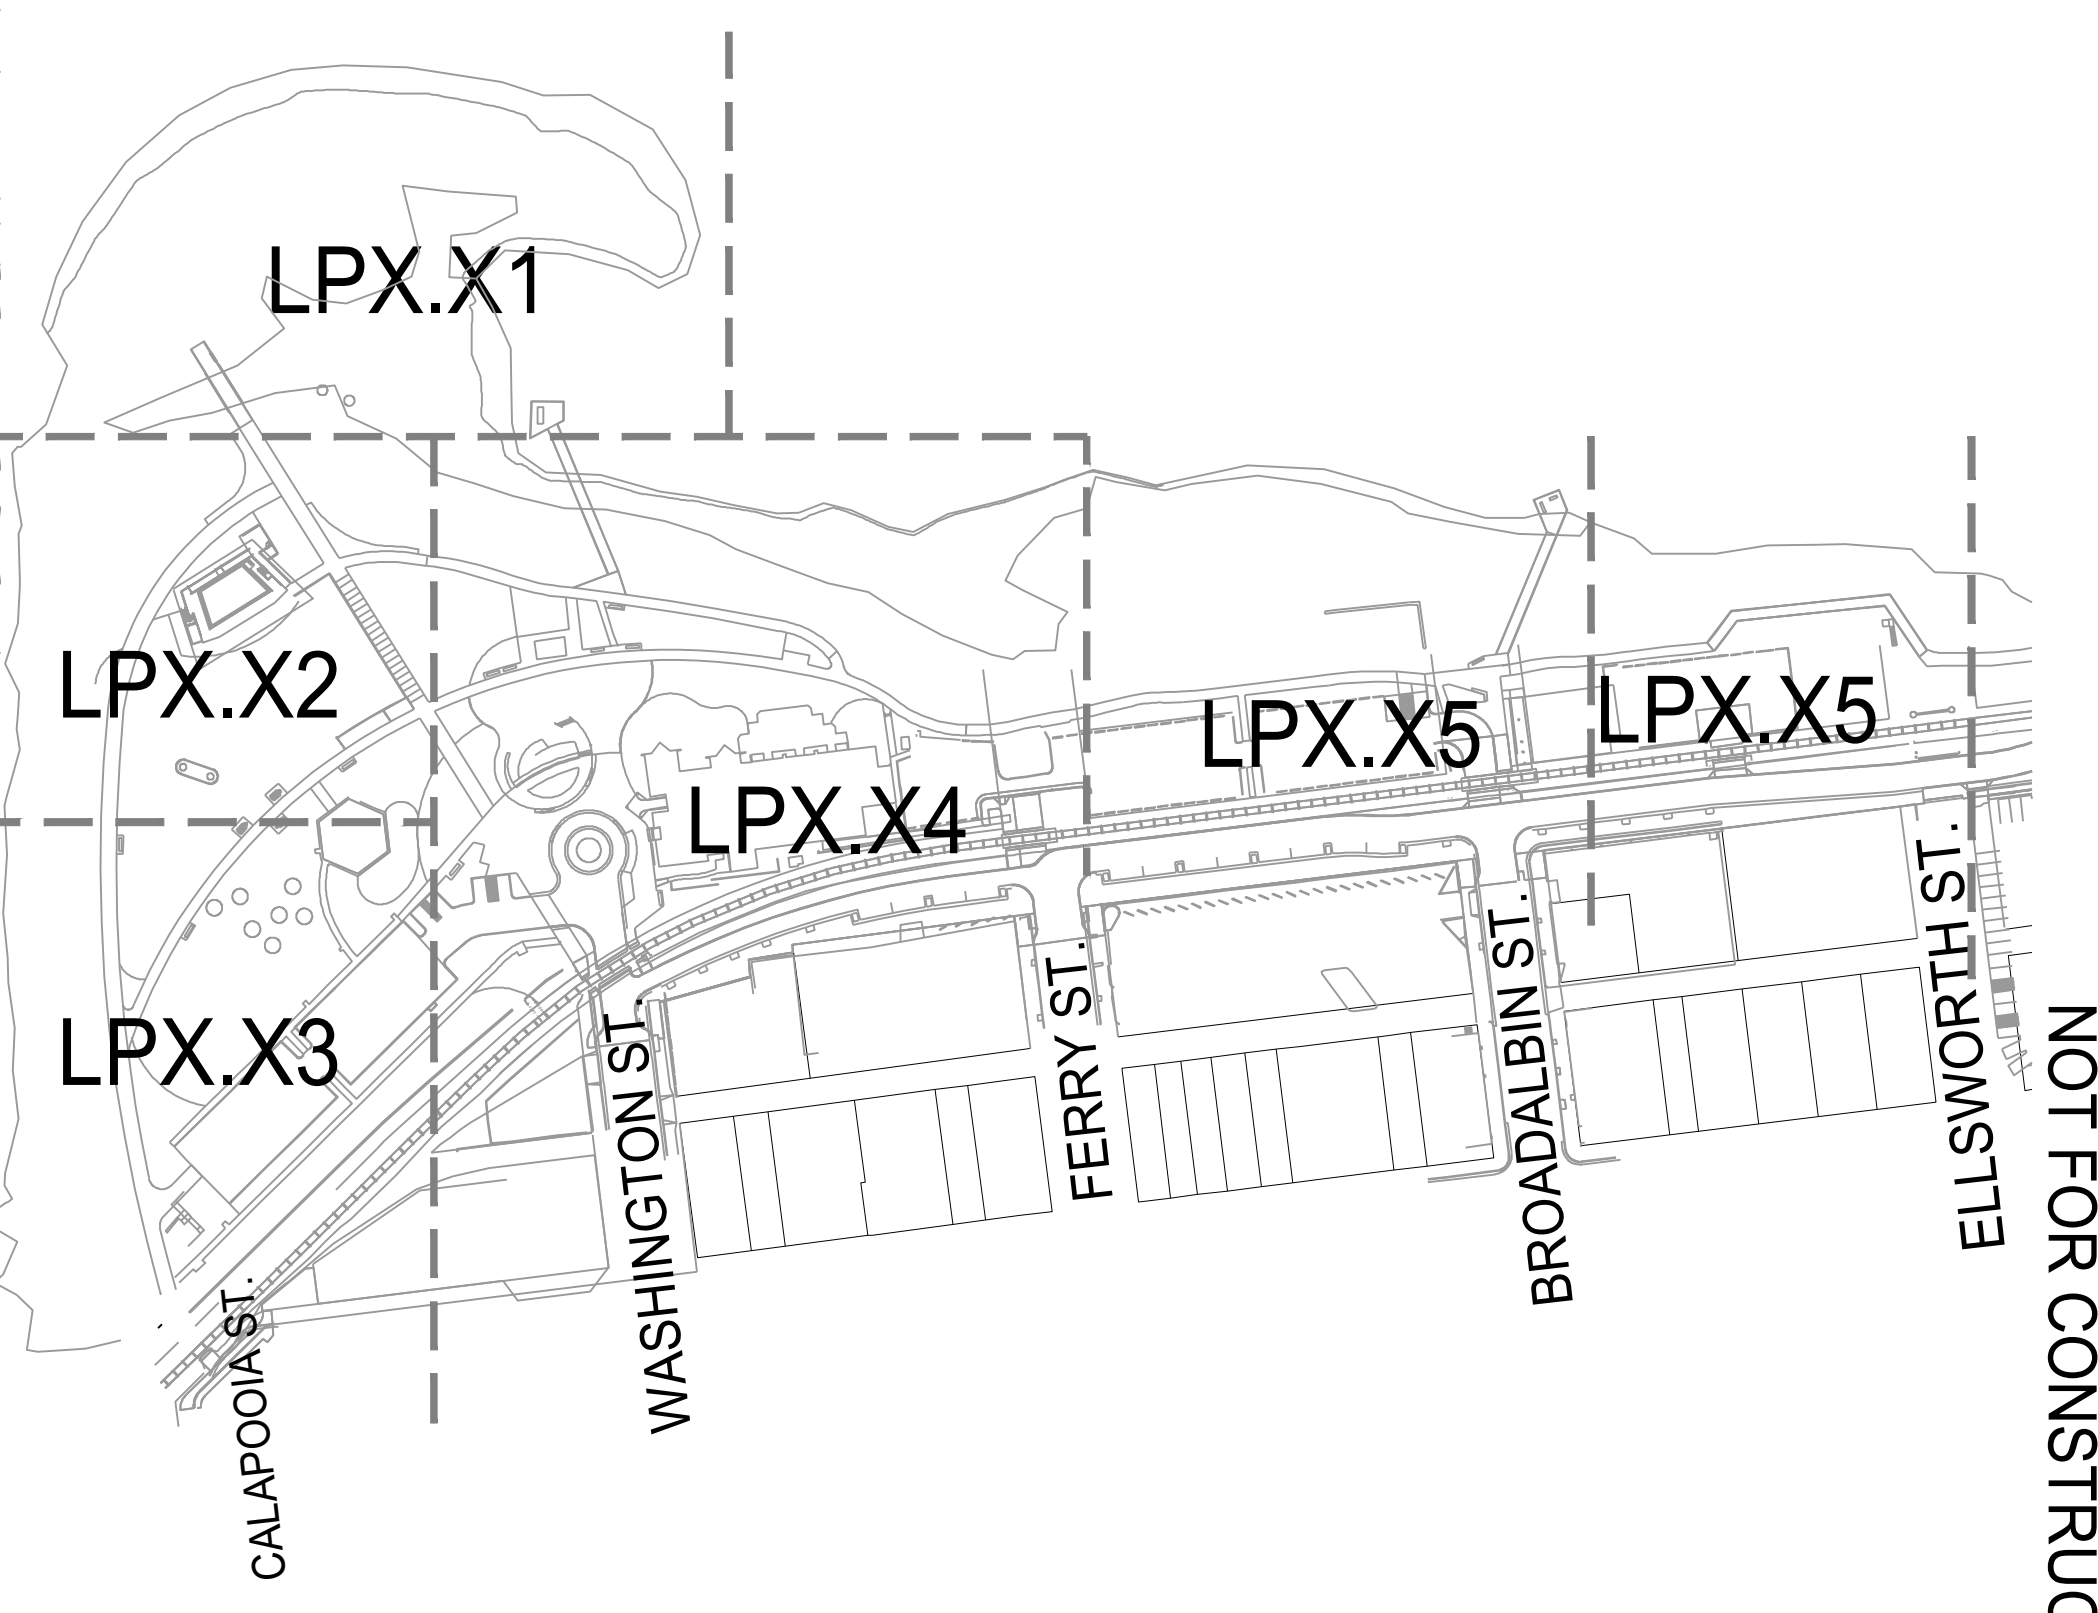 LPX.X1
LPX.X2
LPX.X5
LPX.X5
LPX.X4
LPX.X3
CALAPOOIA ST.
WASHINGTON ST.
FERRY ST.
BROADALBIN ST.
ELLSWORTH ST.
NOT FOR CONSTRUC